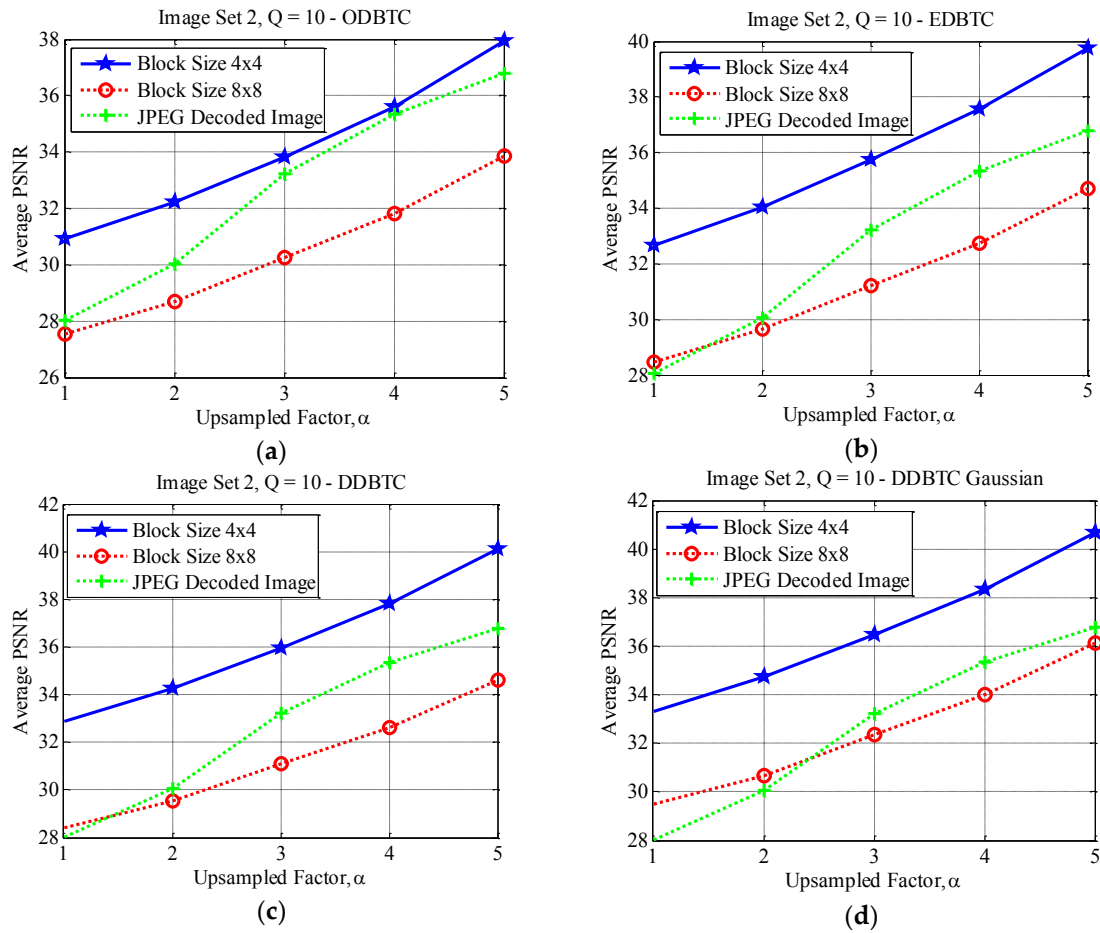 Image Set 2, Q = 10 - ODBTC
38
36
34
32
30
28
26
Average PSNR
Block Size 4x4
Block Size 8x8
JPEG Decoded Image
1 2 3 4 5
Upsampled Factor, α
(a)
Image Set 2, Q = 10 - EDBTC
40
38
36
34
32
30
28
Average PSNR
Block Size 4x4
Block Size 8x8
JPEG Decoded Image
1 2 3 4 5
Upsampled Factor, α
(b)
Image Set 2, Q = 10 - DDBTC
42
40
38
36
34
32
30
28
Average PSNR
Block Size 4x4
Block Size 8x8
JPEG Decoded Image
1 2 3 4 5
Upsampled Factor, α
(c)
Image Set 2, Q = 10 - DDBTC Gaussian
42
40
38
36
34
32
30
28
Average PSNR
Block Size 4x4
Block Size 8x8
JPEG Decoded Image
1 2 3 4 5
Upsampled Factor, α
(d)